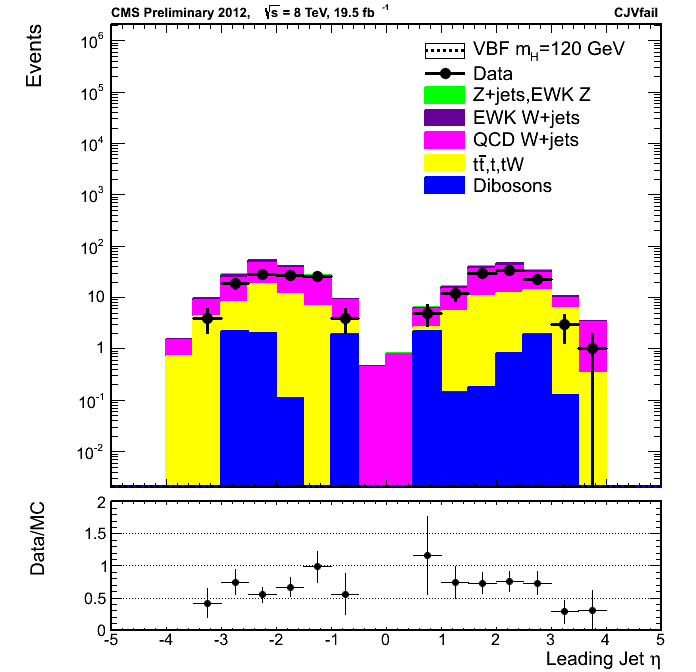 CMS Preliminary 2012, √s = 8 TeV, 19.5 fb⁻¹ CJVfail
Events
10⁶
10⁵
10⁴
10³
10²
10
1
10⁻¹
10⁻²
VBF m_H=120 GeV
Data
Z+jets,EWK Z
EWK W+jets
QCD W+jets
tt̄,t,tW
Dibosons
Data/MC
2
1.5
1
0.5
0
-5 -4 -3 -2 -1 0 1 2 3 4 5
Leading Jet η